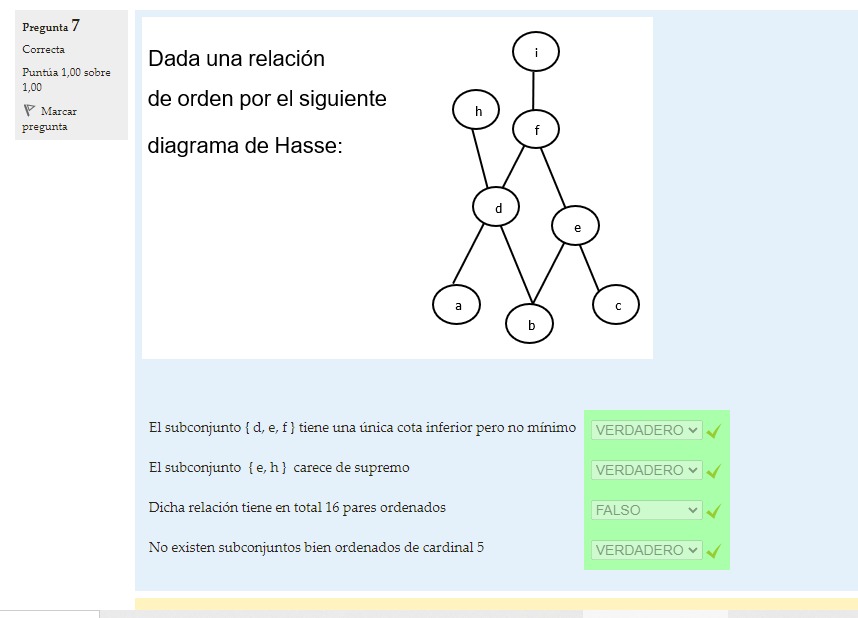 Pregunta 7
Correcta
Puntúa 1,00 sobre
1,00
Marcar
pregunta
Dada una relación
de orden por el siguiente
diagrama de Hasse:
i
h
f
d
e
a
b
c
El subconjunto { d, e, f } tiene una única cota inferior pero no mínimo
VERDADERO
El subconjunto { e, h } carece de supremo
VERDADERO
Dicha relación tiene en total 16 pares ordenados
FALSO
No existen subconjuntos bien ordenados de cardinal 5
VERDADERO